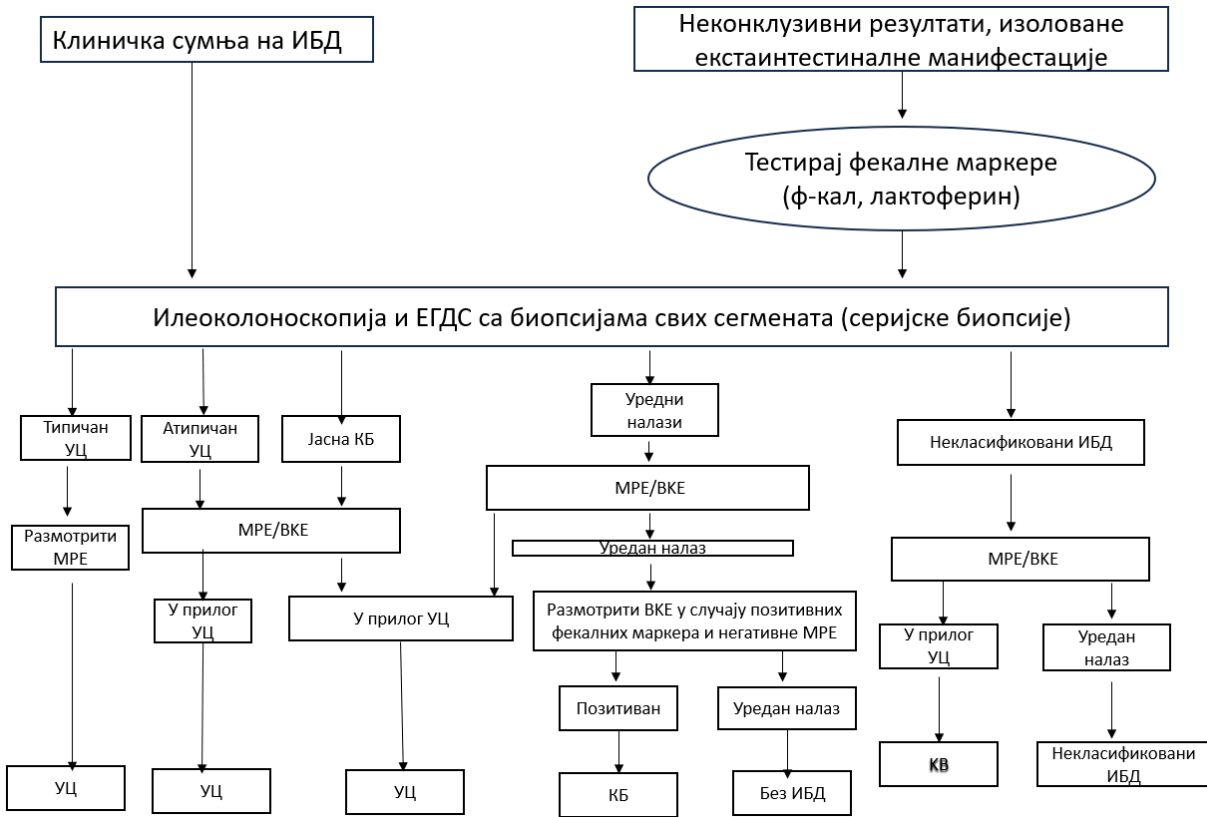 Клиничка сумња на ИБД
Неконклузивни резултати, изоловане
екстаинтестиналне манифестације
Тестирај фекалне маркере
(ф-кал, лактоферин)
Илеоколоноскопија и ЕГДС са биопсијама свих сегмената (серијске биопсије)
Типичан
УЦ
Атипичан
УЦ
Јасна КБ
Уредни
налази
Некласификовани ИБД
Размотрити
МРЕ
МРЕ/ВКЕ
МРЕ/ВКЕ
Уредан налаз
МРЕ/ВКЕ
У прилог
УЦ
У прилог УЦ
Размотрити ВКЕ у случају позитивних
фекалних маркера и негативне МРЕ
У прилог
УЦ
Уредан
налаз
Позитиван
Уредан налаз
УЦ
УЦ
УЦ
КБ
Без ИБД
КВ
Некласификовани
ИБД